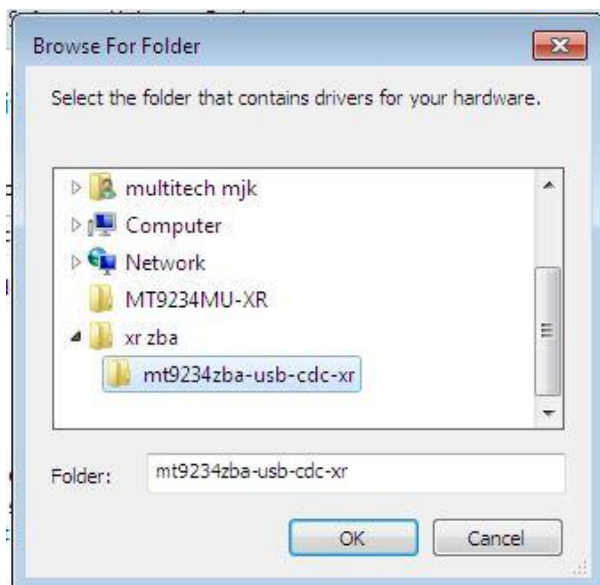 Browse For Folder
Select the folder that contains drivers for your hardware.
multitech mjk
Computer
Network
MT9234MU-XR
xr zba
mt9234zba-usb-cdc-xr
Folder: mt9234zba-usb-cdc-xr
OK Cancel